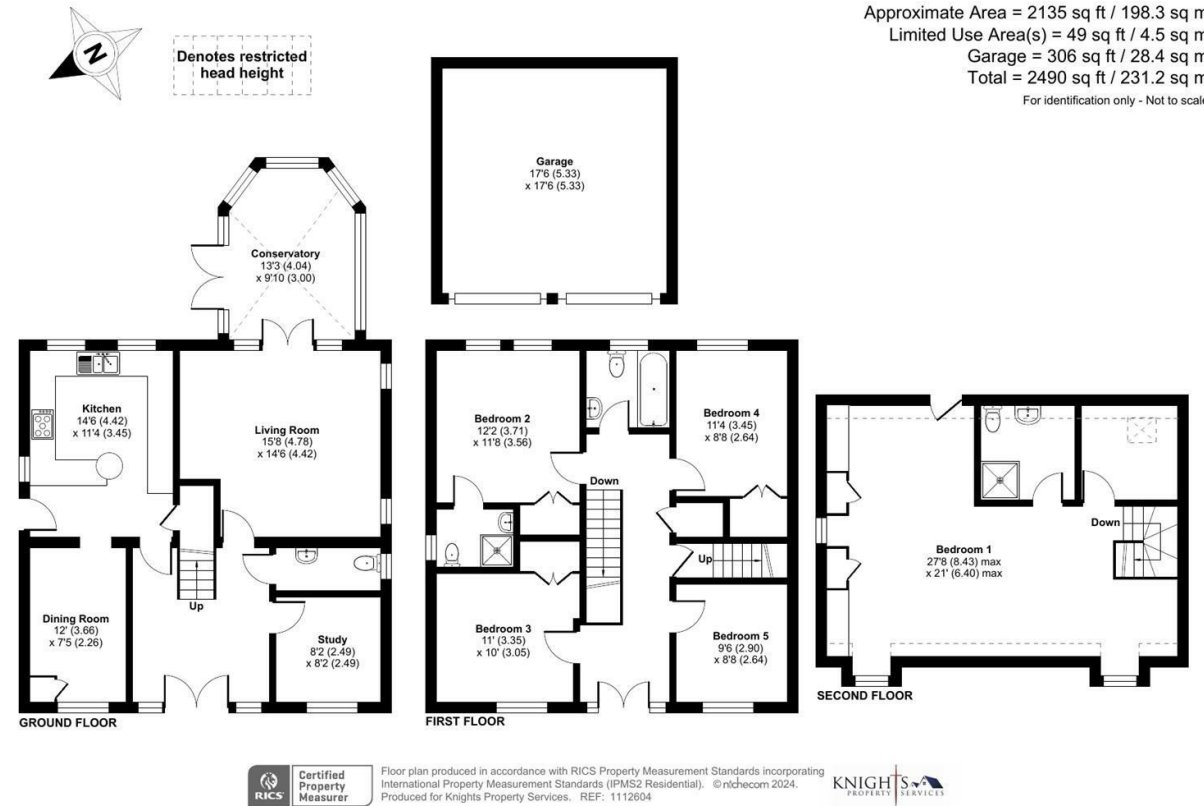 Approximate Area = 2135 sq ft / 198.3 sq m
Limited Use Area(s) = 49 sq ft / 4.5 sq m
Garage = 306 sq ft / 28.4 sq m
Total = 2490 sq ft / 231.2 sq m
For identification only - Not to scale
N
Denotes restricted
head height
Garage
17'6 (5.33)
x 17'6 (5.33)
Conservatory
13'3 (4.04)
x 9'10 (3.00)
Kitchen
14'6 (4.42)
x 11'4 (3.45)
Living Room
15'8 (4.78)
x 14'6 (4.42)
Up
Dining Room
12' (3.66)
x 7'5 (2.26)
Study
8'2 (2.49)
x 8'2 (2.49)
GROUND FLOOR
Bedroom 2
12'2 (3.71)
x 11'8 (3.56)
Bedroom 4
11'4 (3.45)
x 8'8 (2.64)
Down
Up
Bedroom 3
11' (3.35)
x 10' (3.05)
Bedroom 5
9'6 (2.90)
x 8'8 (2.64)
FIRST FLOOR
Down
Bedroom 1
27'8 (8.43) max
x 21' (6.40) max
SECOND FLOOR
RICS
Certified
Property
Measurer
Floor plan produced in accordance with RICS Property Measurement Standards incorporating
International Property Measurement Standards (IPMS2 Residential). © nichecom 2024.
Produced for Knights Property Services. REF: 1112604
KNIGHTS
PROPERTY SERVICES